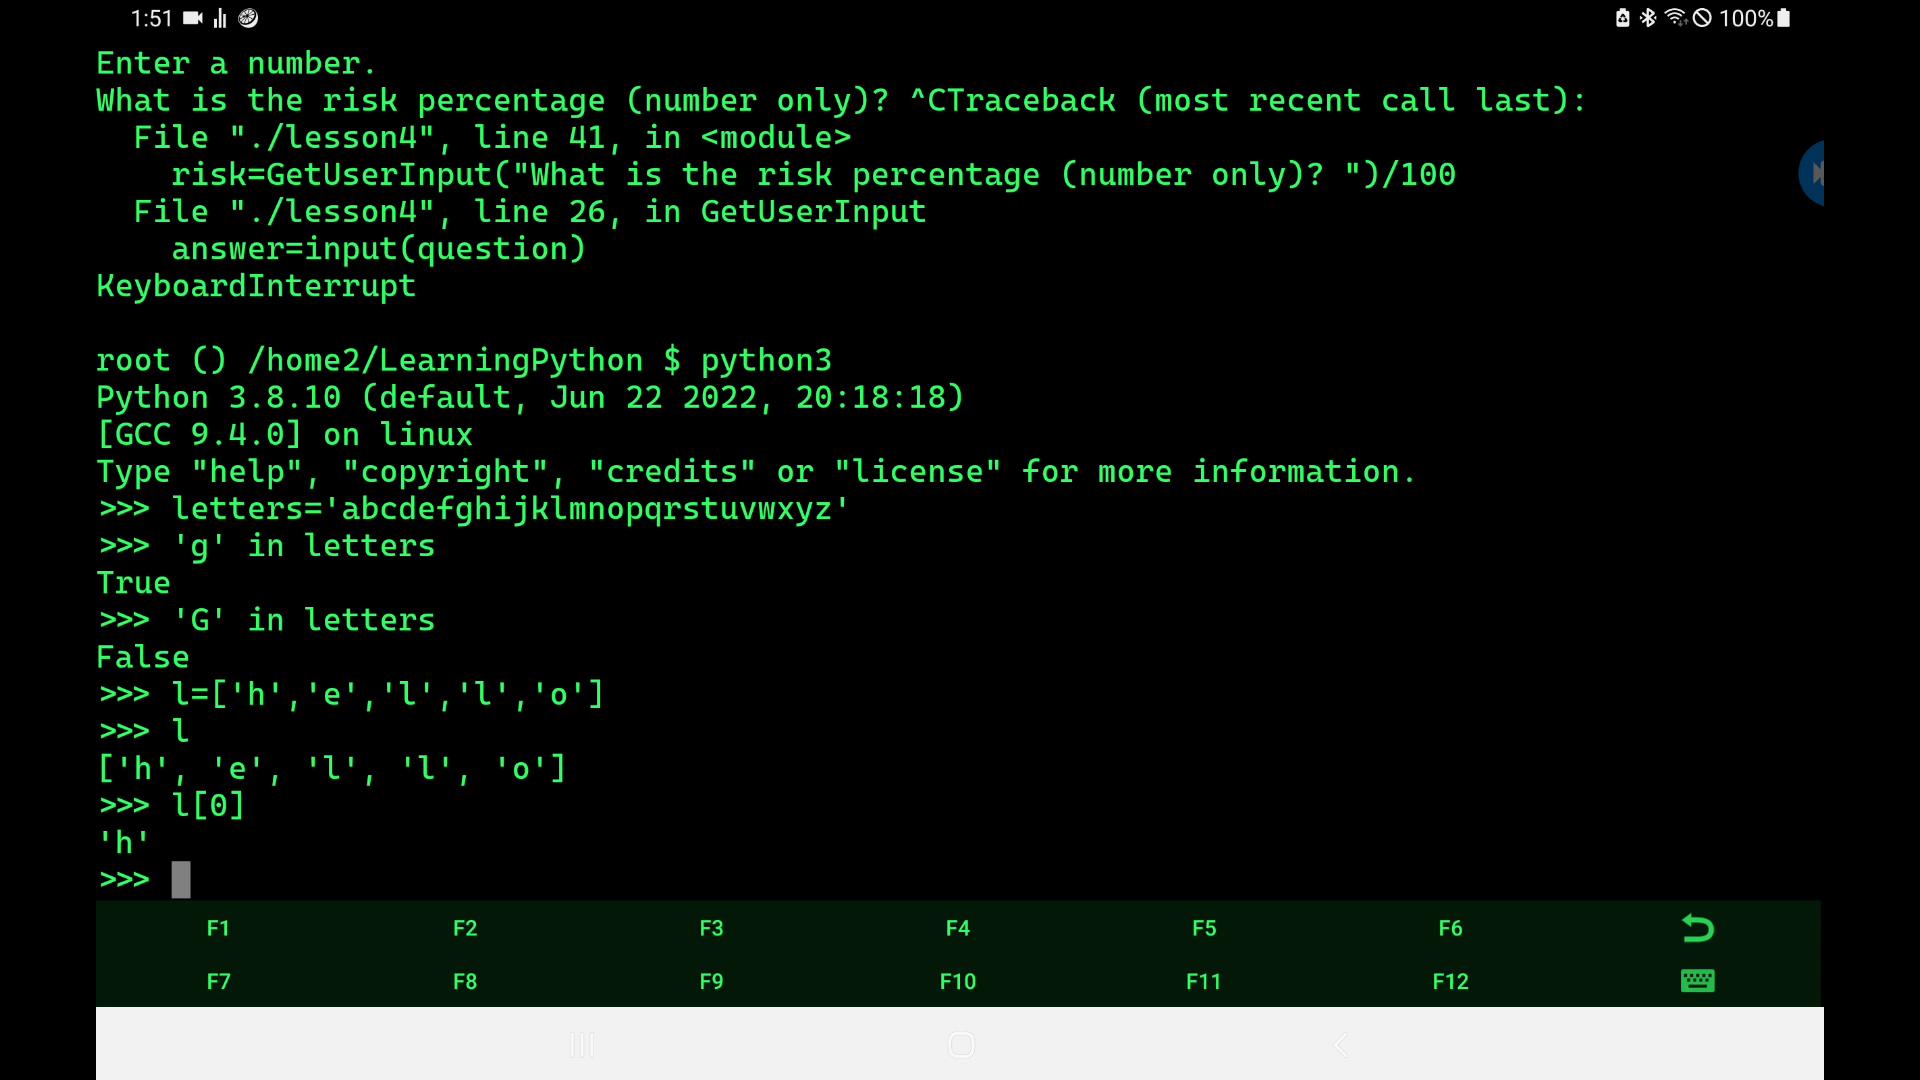 1:51 100%
Enter a number.
What is the risk percentage (number only)? ^CTraceback (most recent call last):
  File "./lesson4", line 41, in <module>
    risk=GetUserInput("What is the risk percentage (number only)? ")/100
  File "./lesson4", line 26, in GetUserInput
    answer=input(question)
KeyboardInterrupt
root () /home2/LearningPython $ python3
Python 3.8.10 (default, Jun 22 2022, 20:18:18)
[GCC 9.4.0] on linux
Type "help", "copyright", "credits" or "license" for more information.
>>> letters='abcdefghijklmnopqrstuvwxyz'
>>> 'g' in letters
True
>>> 'G' in letters
False
>>> l=['h','e','l','l','o']
>>> l
['h', 'e', 'l', 'l', 'o']
>>> l[0]
'h'
>>>
F1 F2 F3 F4 F5 F6
F7 F8 F9 F10 F11 F12